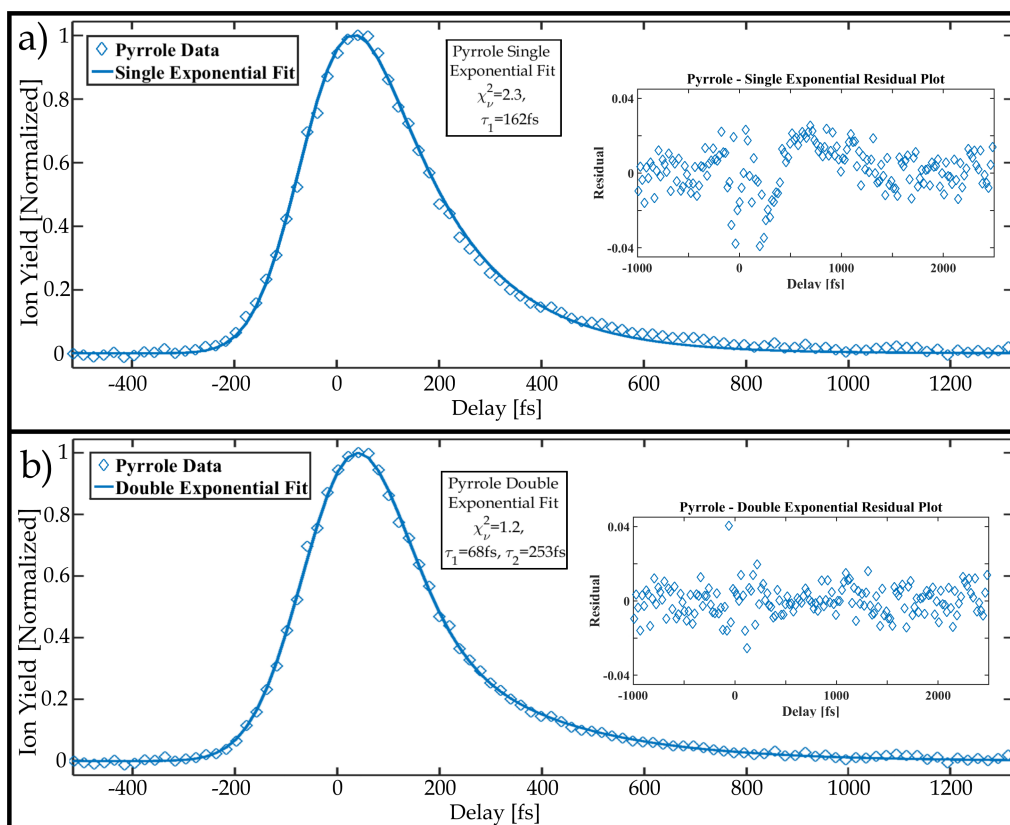 a)
Pyrrole Data
Single Exponential Fit
Pyrrole Single
Exponential Fit
χ²ᵥ=2.3,
τ₁=162fs
Ion Yield [Normalized]
1
0.8
0.6
0.4
0.2
0
-400 -200 0 200 400 600 800 1000 1200
Delay [fs]
Pyrrole - Single Exponential Residual Plot
Residual
0.04
0
-0.04
-1000 0 1000 2000
Delay [fs]
b)
Pyrrole Data
Double Exponential Fit
Pyrrole Double
Exponential Fit
χ²ᵥ=1.2,
τ₁=68fs, τ₂=253fs
Ion Yield [Normalized]
1
0.8
0.6
0.4
0.2
0
-400 -200 0 200 400 600 800 1000 1200
Delay [fs]
Pyrrole - Double Exponential Residual Plot
Residual
0.04
0
-0.04
-1000 0 1000 2000
Delay [fs]